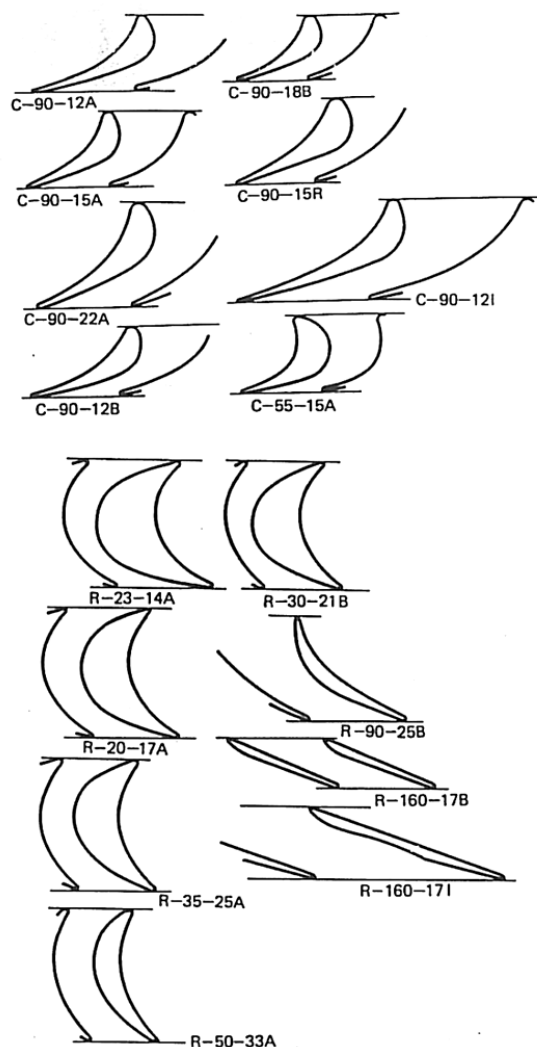 C-90-12A
C-90-18B
C-90-15A
C-90-15R
C-90-22A
C-90-12I
C-90-12B
C-55-15A
R-23-14A
R-30-21B
R-20-17A
R-90-25B
R-160-17B
R-35-25A
R-160-17I
R-50-33A